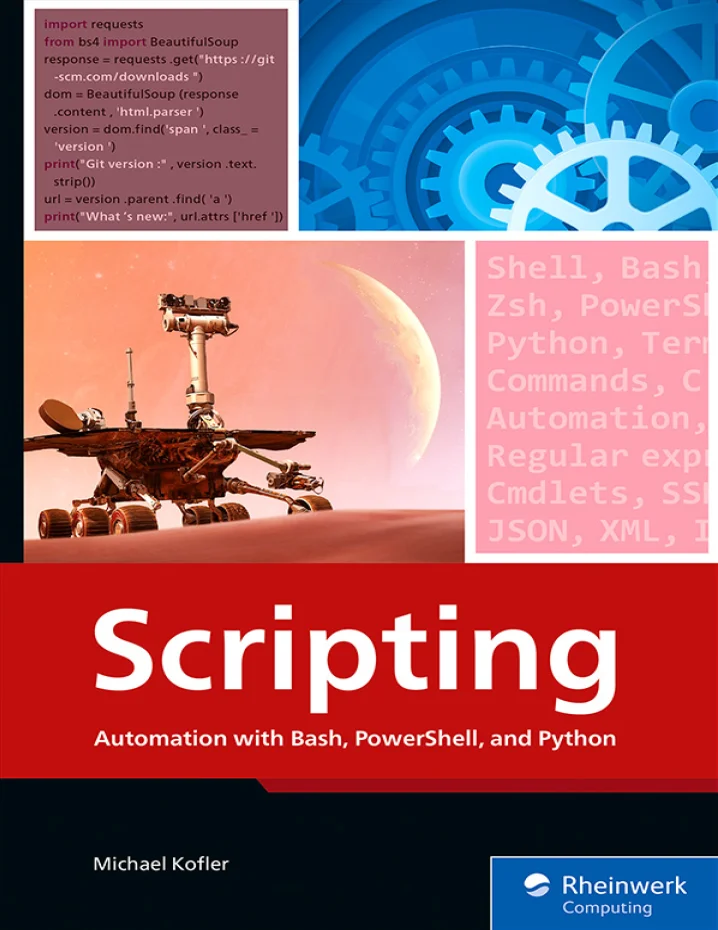 import requests
from bs4 import BeautifulSoup
response = requests .get("https ://git
-scm.com/downloads ")
dom = BeautifulSoup (response
.content , 'html.parser ')
version = dom.find('span ', class_ =
'version ')
print("Git version :" , version .text.
strip())
url = version .parent .find( 'a ')
print("What 's new:", url.attrs ['href '])
Shell, Bash,
Zsh, PowerSh
Python, Ter
Commands, C
Automation,
Regular exp
Cmdlets, SS
JSON, XML, I
Scripting
Automation with Bash, PowerShell, and Python
Michael Kofler
Rheinwerk
Computing